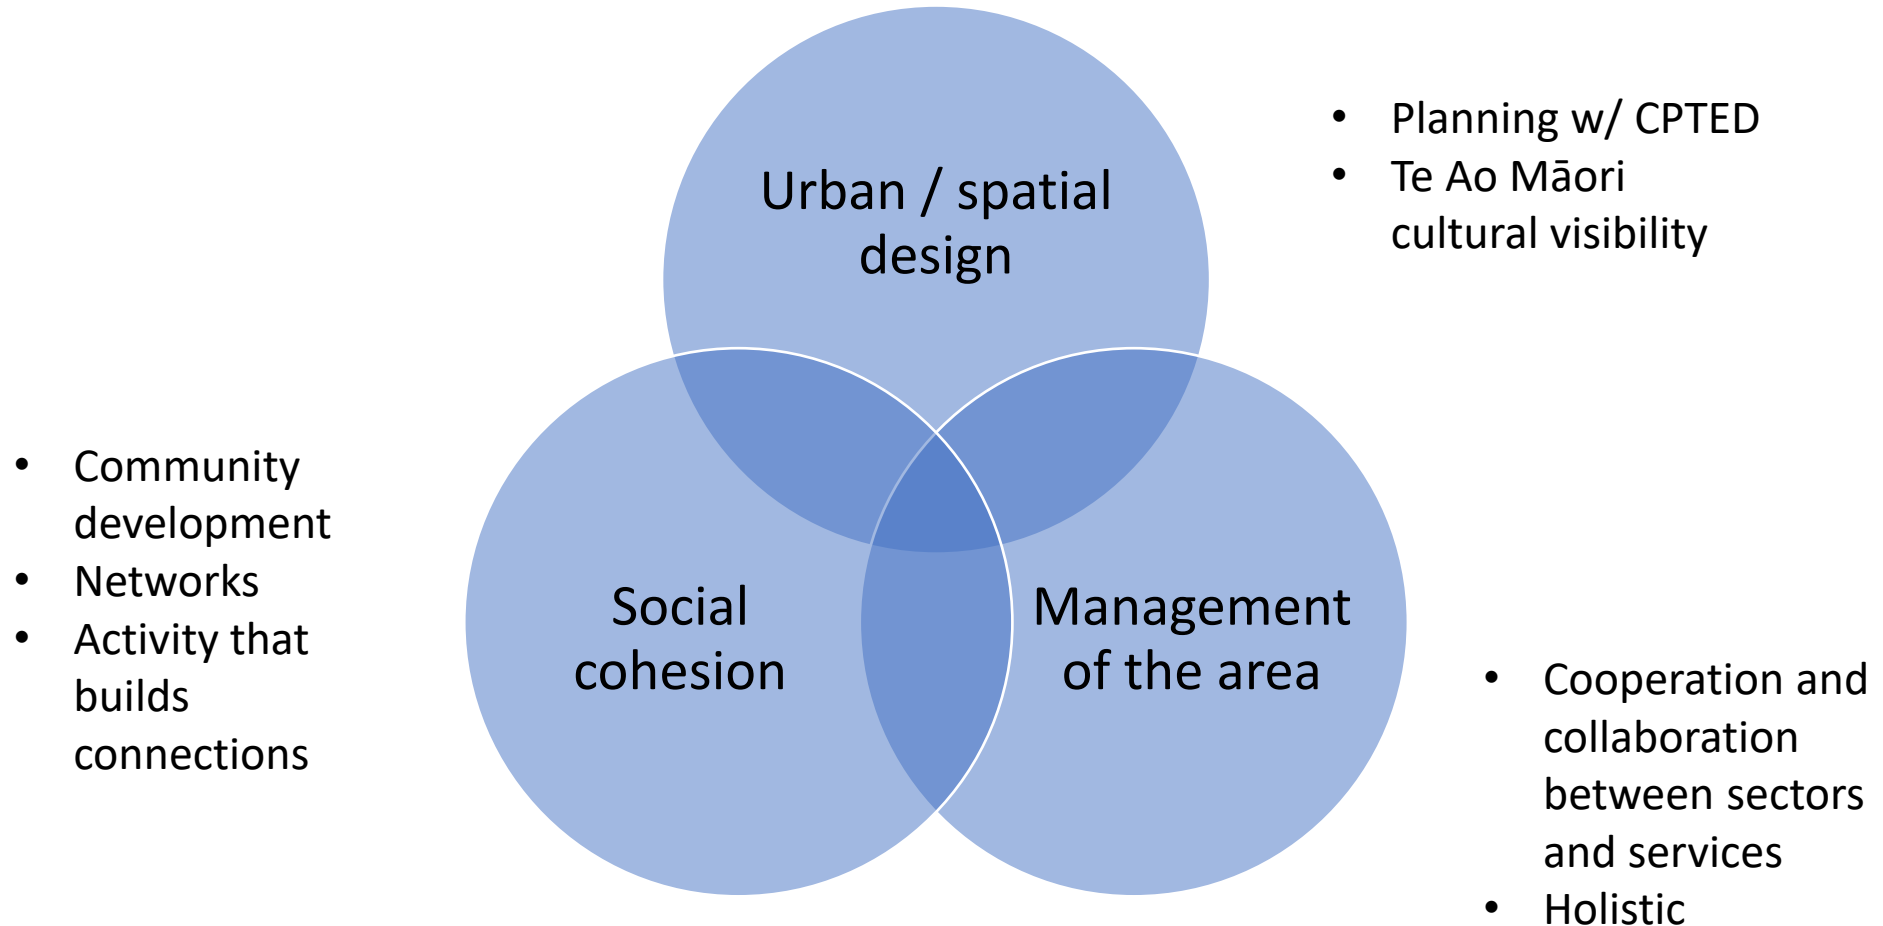 Urban / spatial
design
• Planning w/ CPTED
• Te Ao Māori
cultural visibility
• Community
development
• Networks
• Activity that
builds
connections
Social
cohesion
Management
of the area
• Cooperation and
collaboration
between sectors
and services
• Holistic